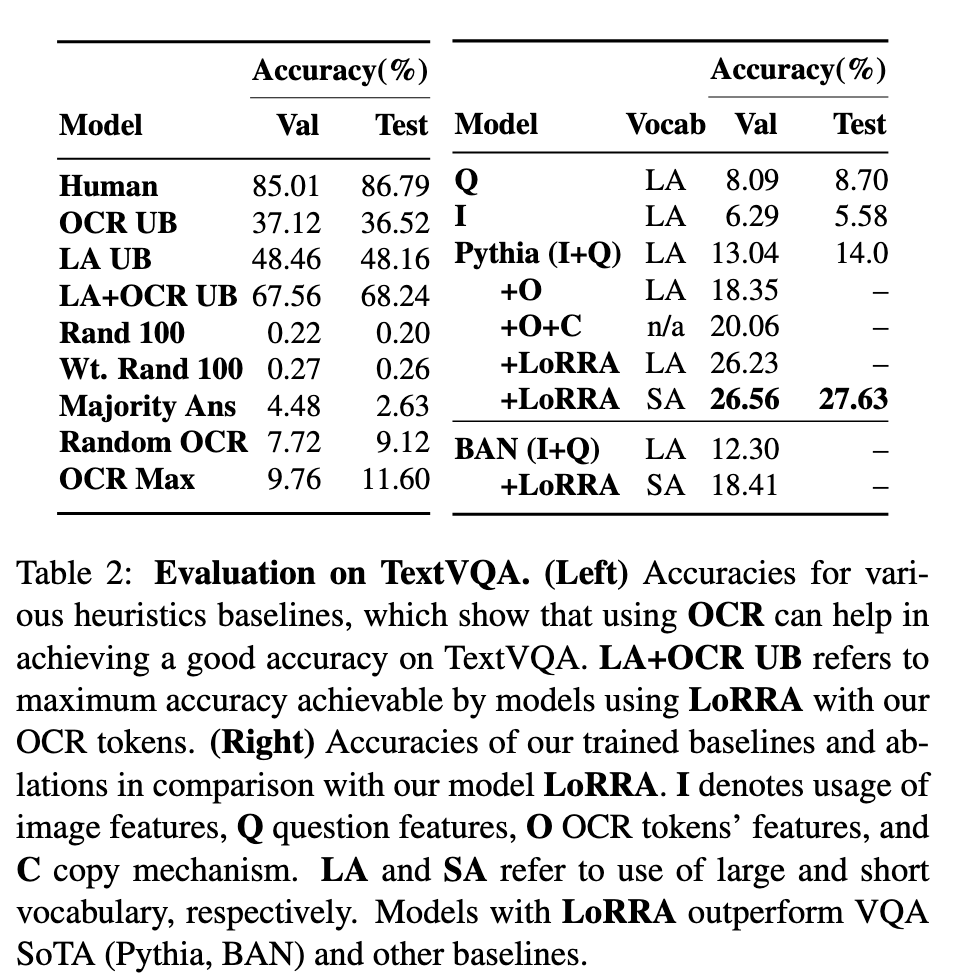 Accuracy(%)
Model Val Test
Human 85.01 86.79
OCR UB 37.12 36.52
LA UB 48.46 48.16
LA+OCR UB 67.56 68.24
Rand 100 0.22 0.20
Wt. Rand 100 0.27 0.26
Majority Ans 4.48 2.63
Random OCR 7.72 9.12
OCR Max 9.76 11.60
Accuracy(%)
Model Vocab Val Test
Q LA 8.09 8.70
I LA 6.29 5.58
Pythia (I+Q) LA 13.04 14.0
+O LA 18.35 –
+O+C n/a 20.06 –
+LoRRA LA 26.23 –
+LoRRA SA 26.56 27.63
BAN (I+Q) LA 12.30 –
+LoRRA SA 18.41 –
Table 2: Evaluation on TextVQA. (Left) Accuracies for vari-
ous heuristics baselines, which show that using OCR can help in
achieving a good accuracy on TextVQA. LA+OCR UB refers to
maximum accuracy achievable by models using LoRRA with our
OCR tokens. (Right) Accuracies of our trained baselines and ab-
lations in comparison with our model LoRRA. I denotes usage of
image features, Q question features, O OCR tokens’ features, and
C copy mechanism. LA and SA refer to use of large and short
vocabulary, respectively. Models with LoRRA outperform VQA
SoTA (Pythia, BAN) and other baselines.